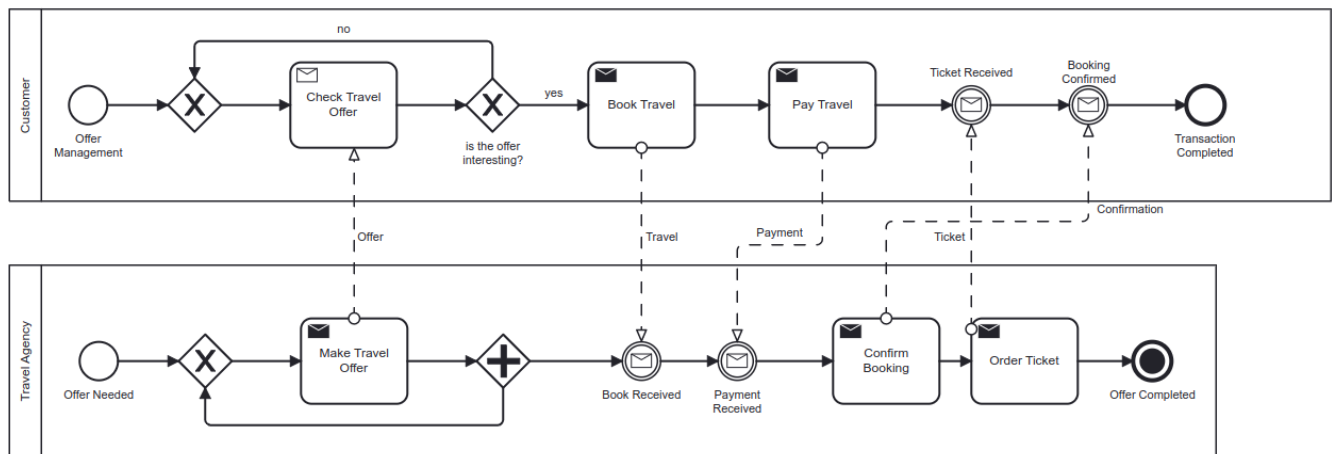 Customer
no
Offer
Management
X
Check Travel
Offer
X
is the offer
interesting?
yes
Book Travel
Pay Travel
Ticket Received
Booking
Confirmed
Transaction
Completed
Offer
Travel
Payment
Ticket
Confirmation
Travel Agency
Offer Needed
X
Make Travel
Offer
Book Received
Payment
Received
Confirm
Booking
Order Ticket
Offer Completed